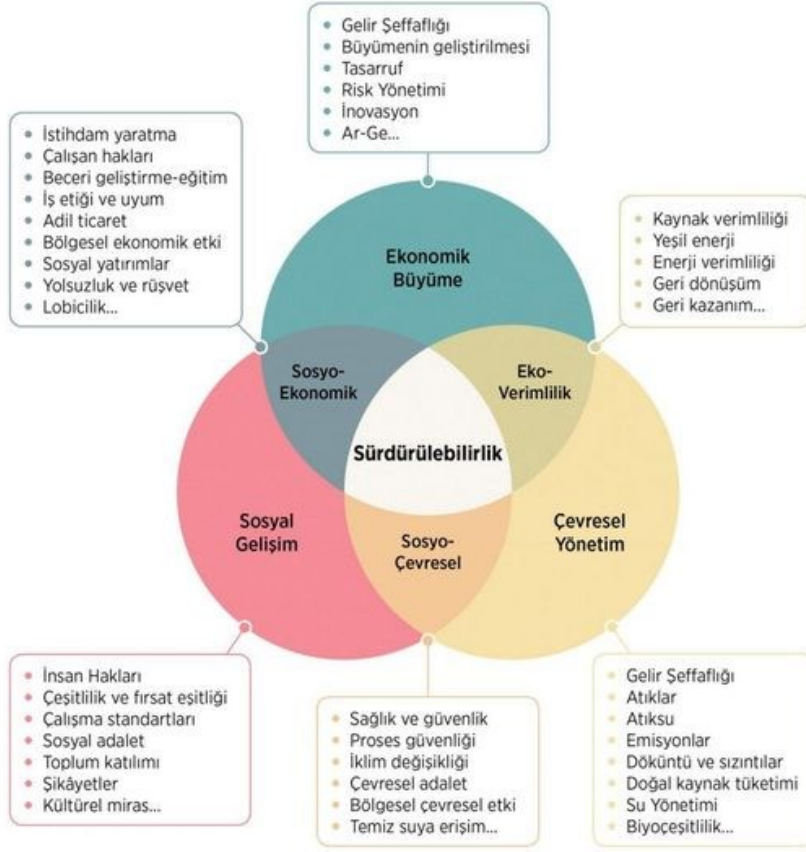 Gelir Şeffaflığı
Büyümenin geliştirilmesi
Tasarruf
Risk Yönetimi
İnovasyon
Ar-Ge...
İstihdam yaratma
Çalışan hakları
Beceri geliştirme-eğitim
İş etiği ve uyum
Adil ticaret
Bölgesel ekonomik etki
Sosyal yatırımlar
Yolsuzluk ve rüşvet
Lobicilik...
Kaynak verimliliği
Yeşil enerji
Enerji verimliliği
Geri dönüşüm
Geri kazanım...
Ekonomik
Büyüme
Sosyo-
Ekonomik
Eko-
Verimlilik
Sürdürülebilirlik
Sosyal
Gelişim
Sosyo-
Çevresel
Çevresel
Yönetim
İnsan Hakları
Çeşitlilik ve fırsat eşitliği
Çalışma standartları
Sosyal adalet
Toplum katılımı
Şikâyetler
Kültürel miras...
Sağlık ve güvenlik
Proses güvenliği
İklim değişikliği
Çevresel adalet
Bölgesel çevresel etki
Temiz suya erişim...
Gelir Şeffaflığı
Atıklar
Atıksu
Emisyonlar
Döküntü ve sızıntılar
Doğal kaynak tüketimi
Su Yönetimi
Biyoçeşitlilik...